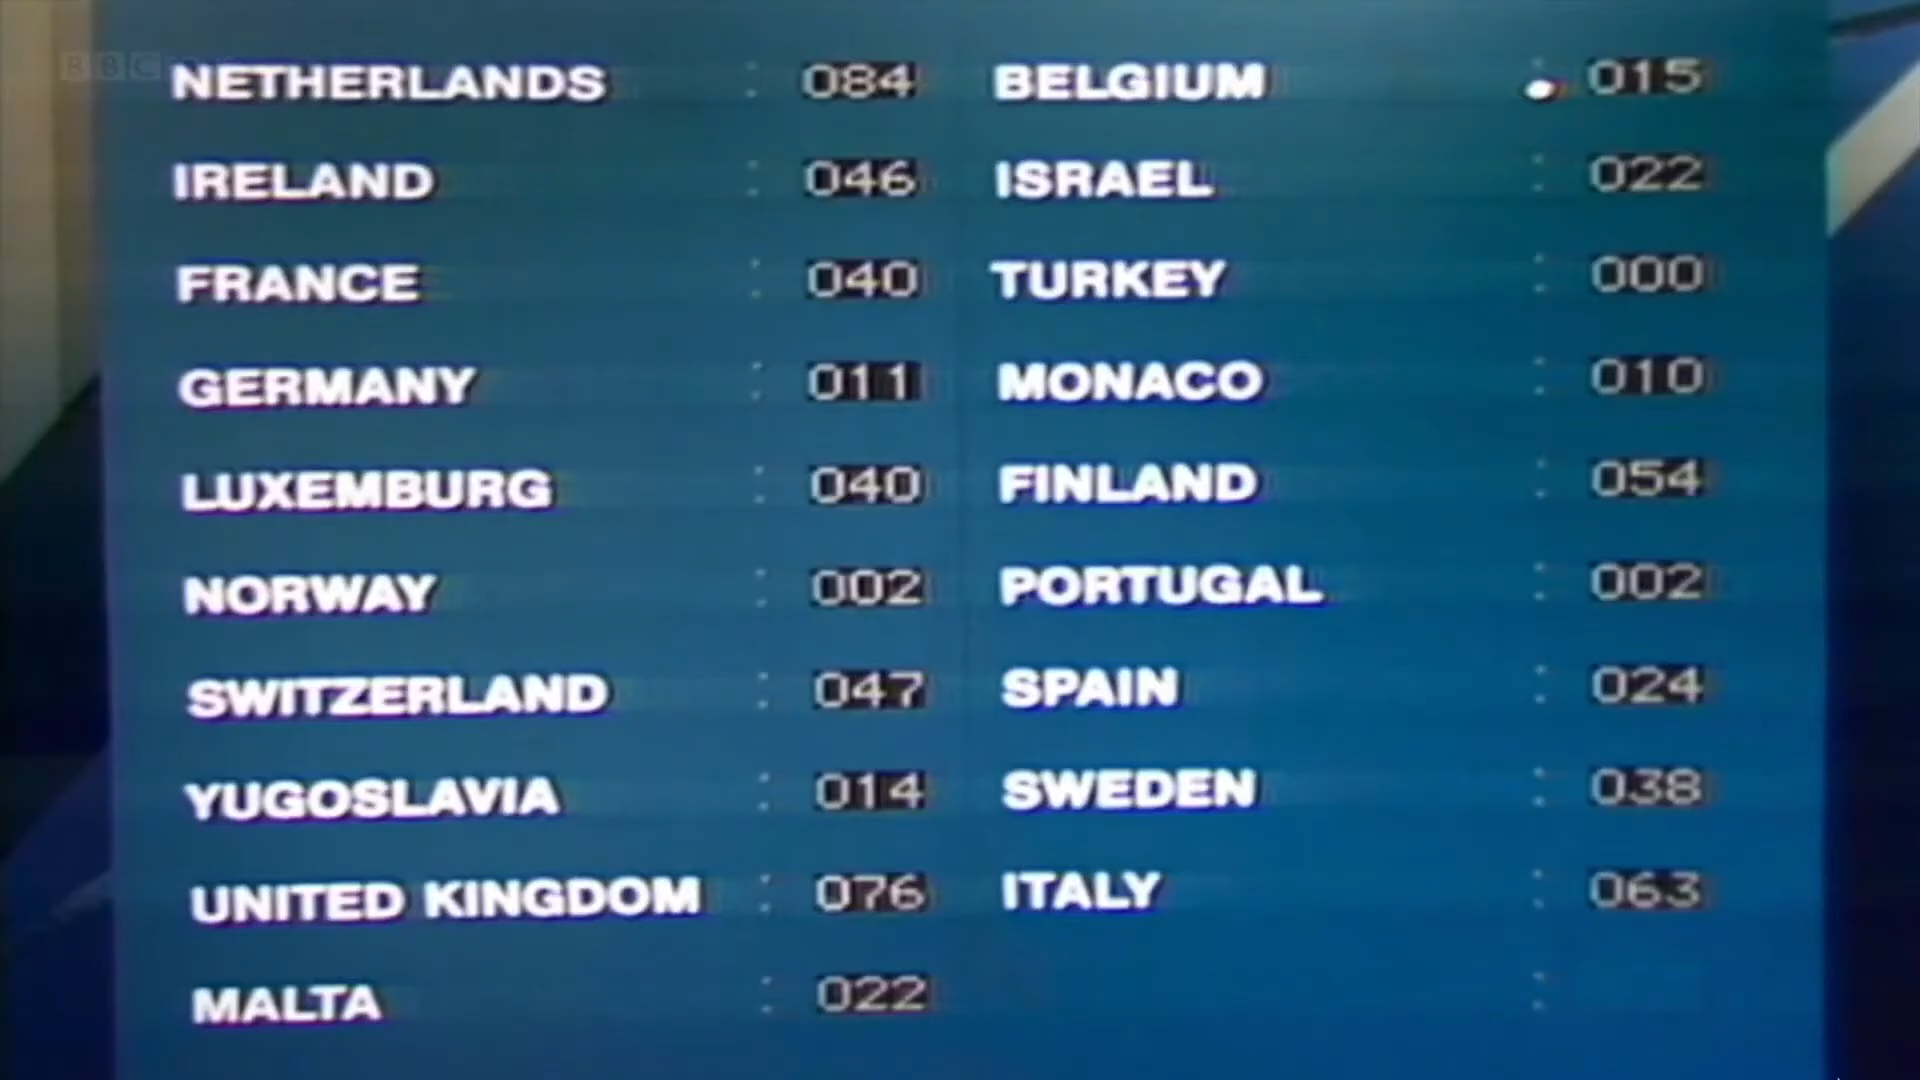 BBC
NETHERLANDS : 084
IRELAND : 046
FRANCE : 040
GERMANY : 011
LUXEMBURG : 040
NORWAY : 002
SWITZERLAND : 047
YUGOSLAVIA : 014
UNITED KINGDOM : 076
MALTA : 022
BELGIUM : 015
ISRAEL : 022
TURKEY : 000
MONACO : 010
FINLAND : 054
PORTUGAL : 002
SPAIN : 024
SWEDEN : 038
ITALY : 063
: